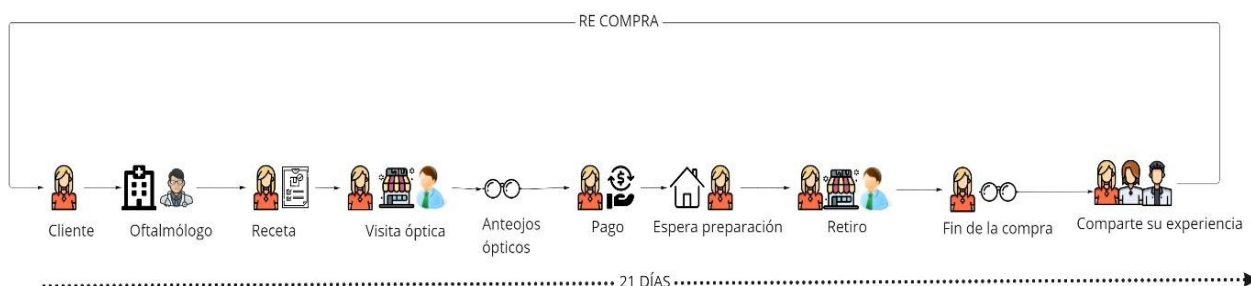 RE COMPRA
Cliente
Oftalmólogo
Receta
Visita óptica
Anteojos
ópticos
Pago
Espera preparación
Retiro
Fin de la compra
Comparte su experiencia
21 DÍAS